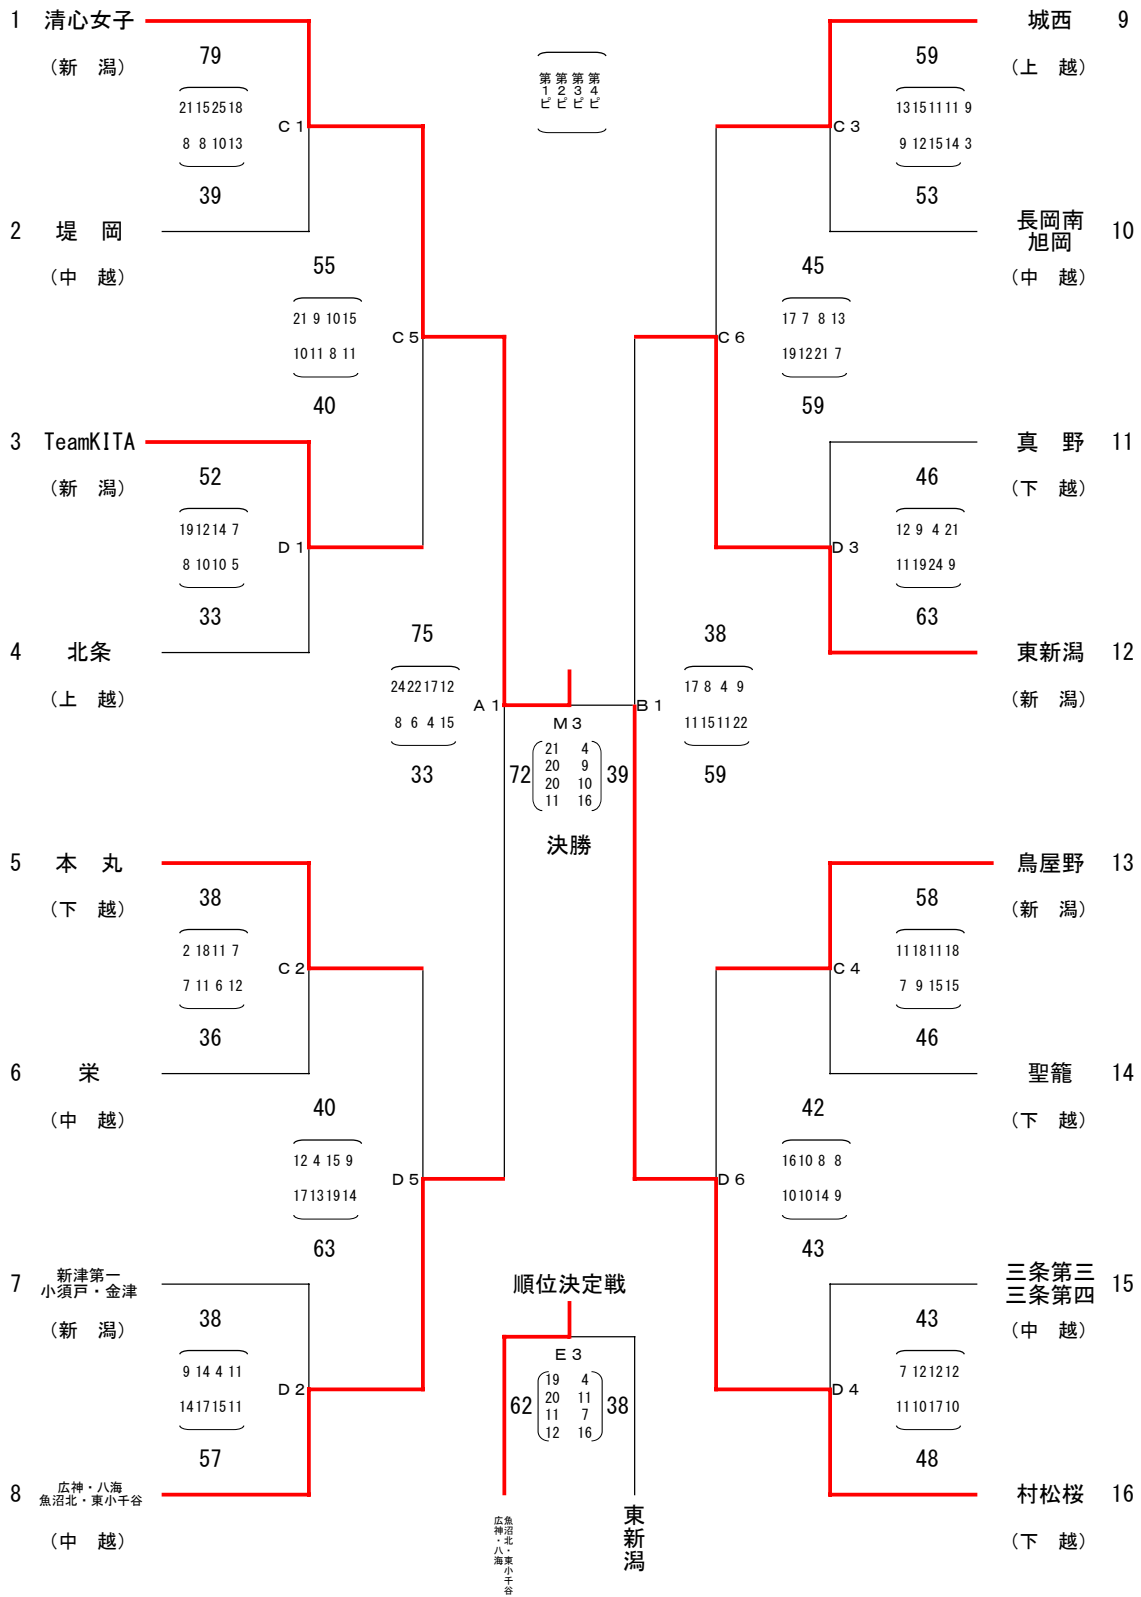 1 清心女子 城西 9
79 59
（新 潟） （上 越）
第1ピ 第2ピ 第3ピ 第4ピ
21 15 25 18 13 15 11 11 9
C1 C3
8 8 10 13 9 12 15 14 3
39 53
2 堤 岡 長岡南
旭岡 10
（中 越） （中 越）
55 45
21 9 10 15 17 7 8 13
C5 C6
10 11 8 11 19 12 21 7
40 59
3 TeamKITA 真 野 11
52 46
（新 潟） （下 越）
19 12 14 7 12 9 4 21
D1 D3
8 10 10 5 11 19 24 9
33 63
75 38
4 北条 東新潟 12
（上 越） （新 潟）
24 22 17 12 17 8 4 9
A1 B1
8 6 4 15 11 15 11 22
33 59
M3
72 39
21 4
20 9
20 10
11 16
決勝
5 本 丸 鳥屋野 13
38 58
（下 越） （新 潟）
2 18 11 7 11 18 11 18
C2 C4
7 11 6 12 7 9 15 15
36 46
6 栄 聖籠 14
（中 越） （下 越）
40 42
12 4 15 9 16 10 8 8
D5 D6
17 13 19 14 10 10 14 9
63 43
7 新津第一
小須戸・金津
三条第三
三条第四 15
（新 潟） （中 越）
38 43
9 14 4 11 7 12 12 12
D2 D4
14 17 15 11 11 10 17 10
57 48
順位決定戦
E3
62 38
19 4
20 11
11 7
12 16
8 広神・八海
魚沼北・東小千谷
村松桜 16
（中 越） （下 越）
魚沼北・東小千谷
広神・八海
東新潟